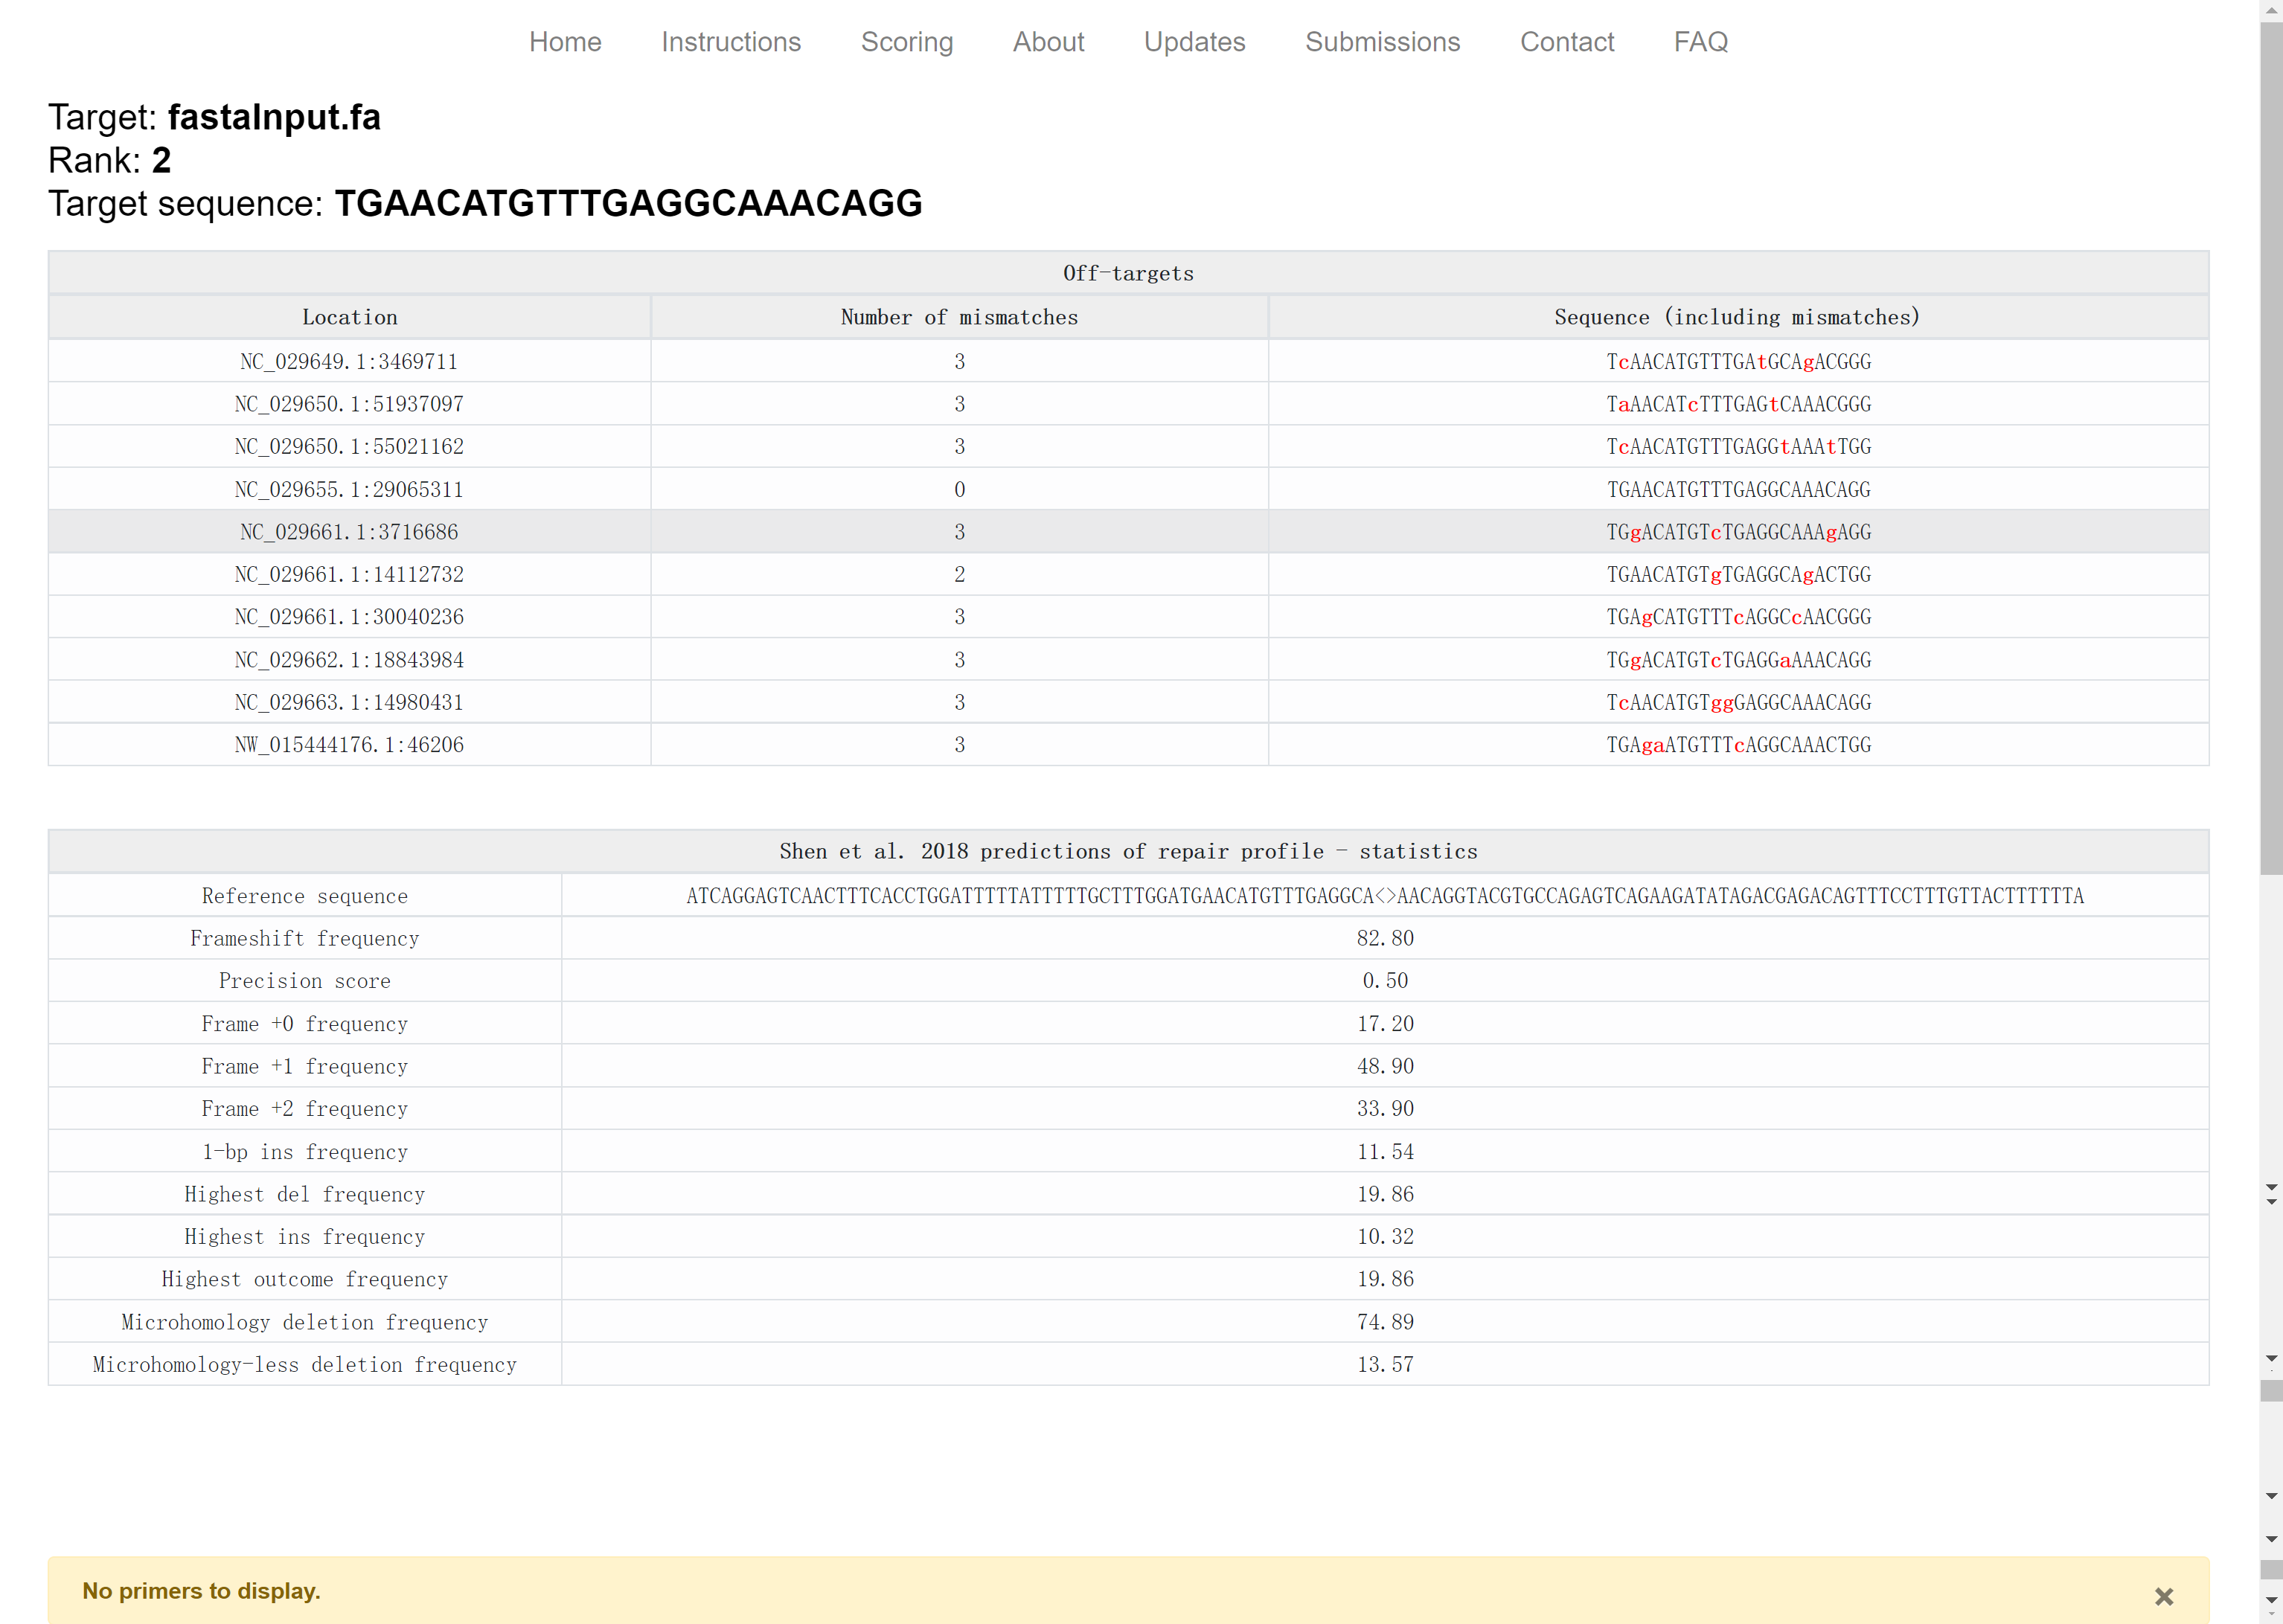 Home Instructions Scoring About Updates Submissions Contact FAQ
Target: fastaInput.fa
Rank: 2
Target sequence: TGAACATGTTTGAGGCAAACAGG
Off-targets
Location Number of mismatches Sequence (including mismatches)
NC_029649.1:3469711 3 TcAACATGTTTGAtGCAgACGGG
NC_029650.1:51937097 3 TaAACATcTTTGAGtCAAACGGG
NC_029650.1:55021162 3 TcAACATGTTTGAGGtAAAtTGG
NC_029655.1:29065311 0 TGAACATGTTTGAGGCAAACAGG
NC_029661.1:3716686 3 TGgACATGTcTGAGGCAAAgAGG
NC_029661.1:14112732 2 TGAACATGTgTGAGGCAgACTGG
NC_029661.1:30040236 3 TGAgCATGTTTcAGGCcAACGGG
NC_029662.1:18843984 3 TGgACATGTcTGAGGaAAACAGG
NC_029663.1:14980431 3 TcAACATGTggGAGGCAAACAGG
NW_015444176.1:46206 3 TGAgaATGTTTcAGGCAAACTGG
Shen et al. 2018 predictions of repair profile - statistics
Reference sequence ATCAGGAGTCAACTTTCACCTGGATTTTTATTTTTGCTTTGGATGAACATGTTTGAGGCA<>AACAGGTACGTGCCAGAGTCAGAAGATATAGACGAGACAGTTTCCTTTGTTACTTTTTTA
Frameshift frequency 82.80
Precision score 0.50
Frame +0 frequency 17.20
Frame +1 frequency 48.90
Frame +2 frequency 33.90
1-bp ins frequency 11.54
Highest del frequency 19.86
Highest ins frequency 10.32
Highest outcome frequency 19.86
Microhomology deletion frequency 74.89
Microhomology-less deletion frequency 13.57
No primers to display. ×